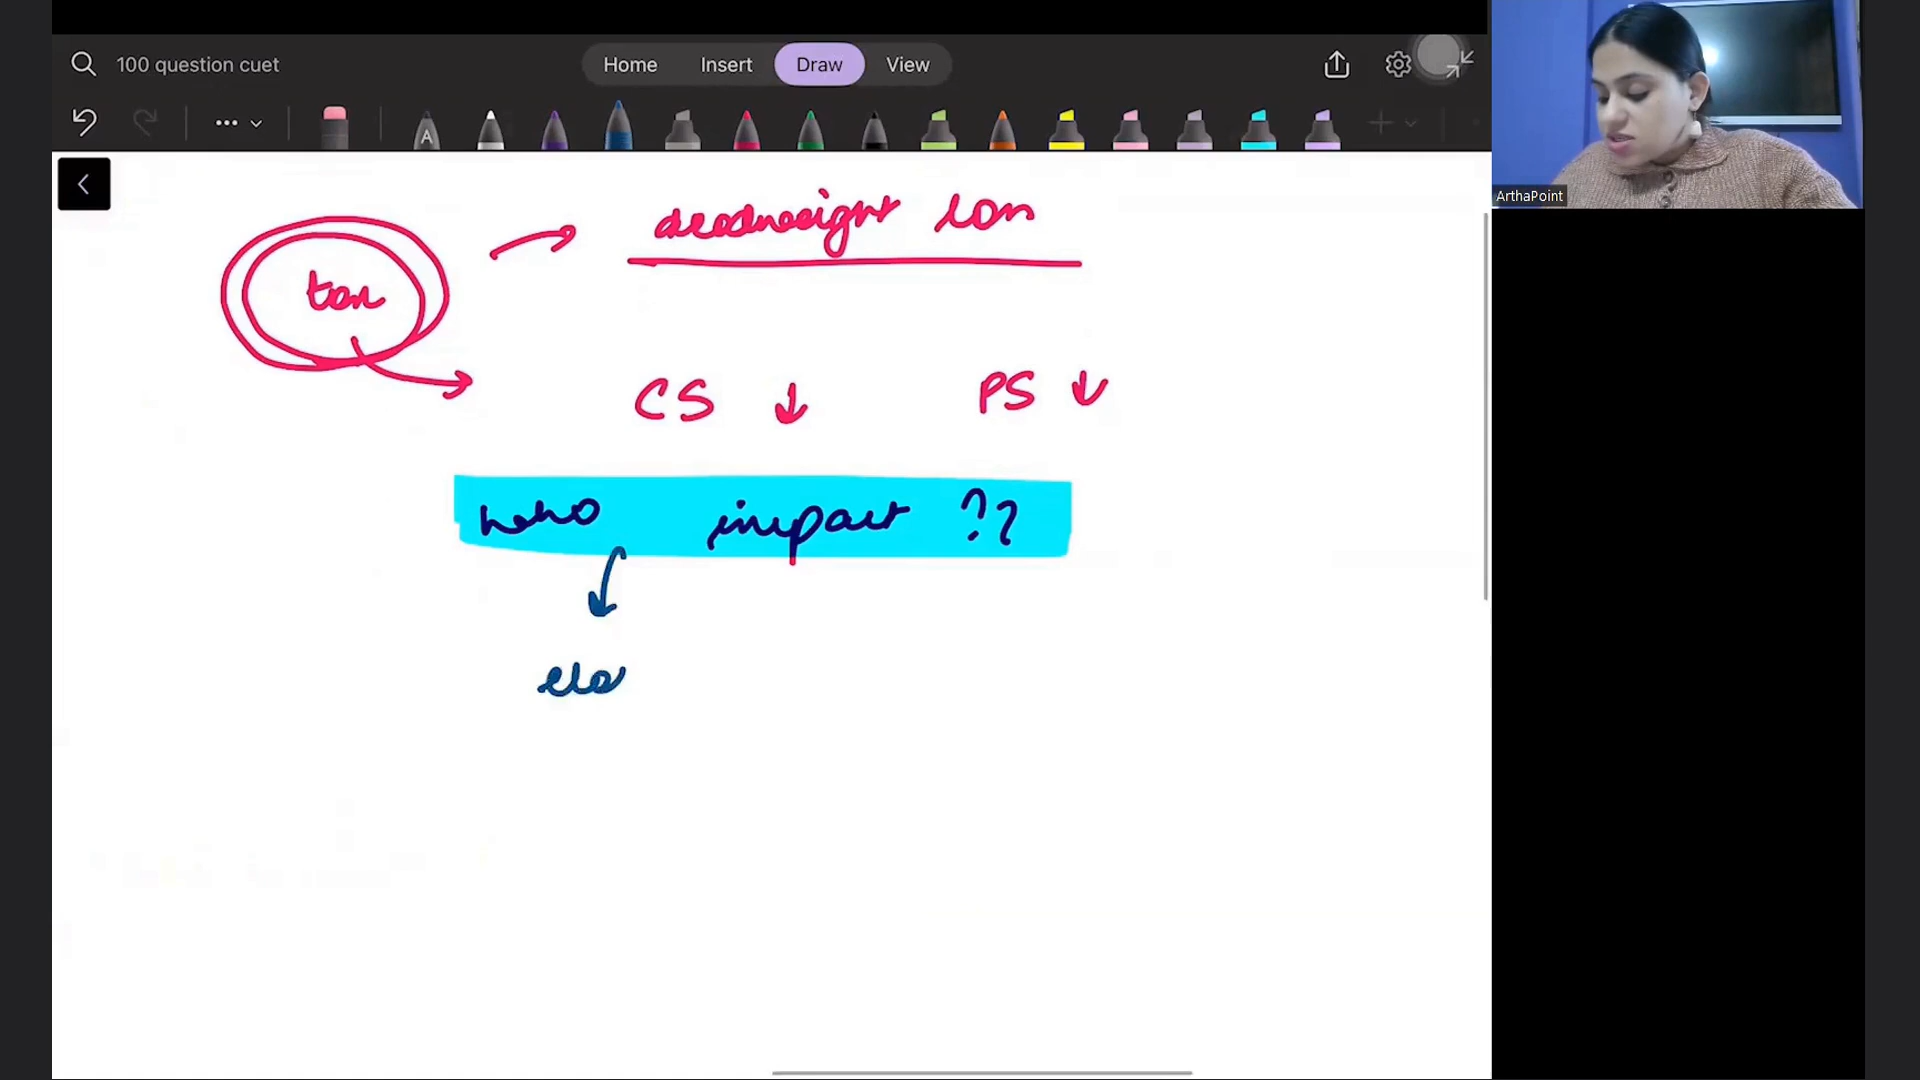 100 question cuet
Home Insert Draw View
A
ArthaPoint
deadweight loss
tax
CS ↓ PS ↓
who impact ??
ela